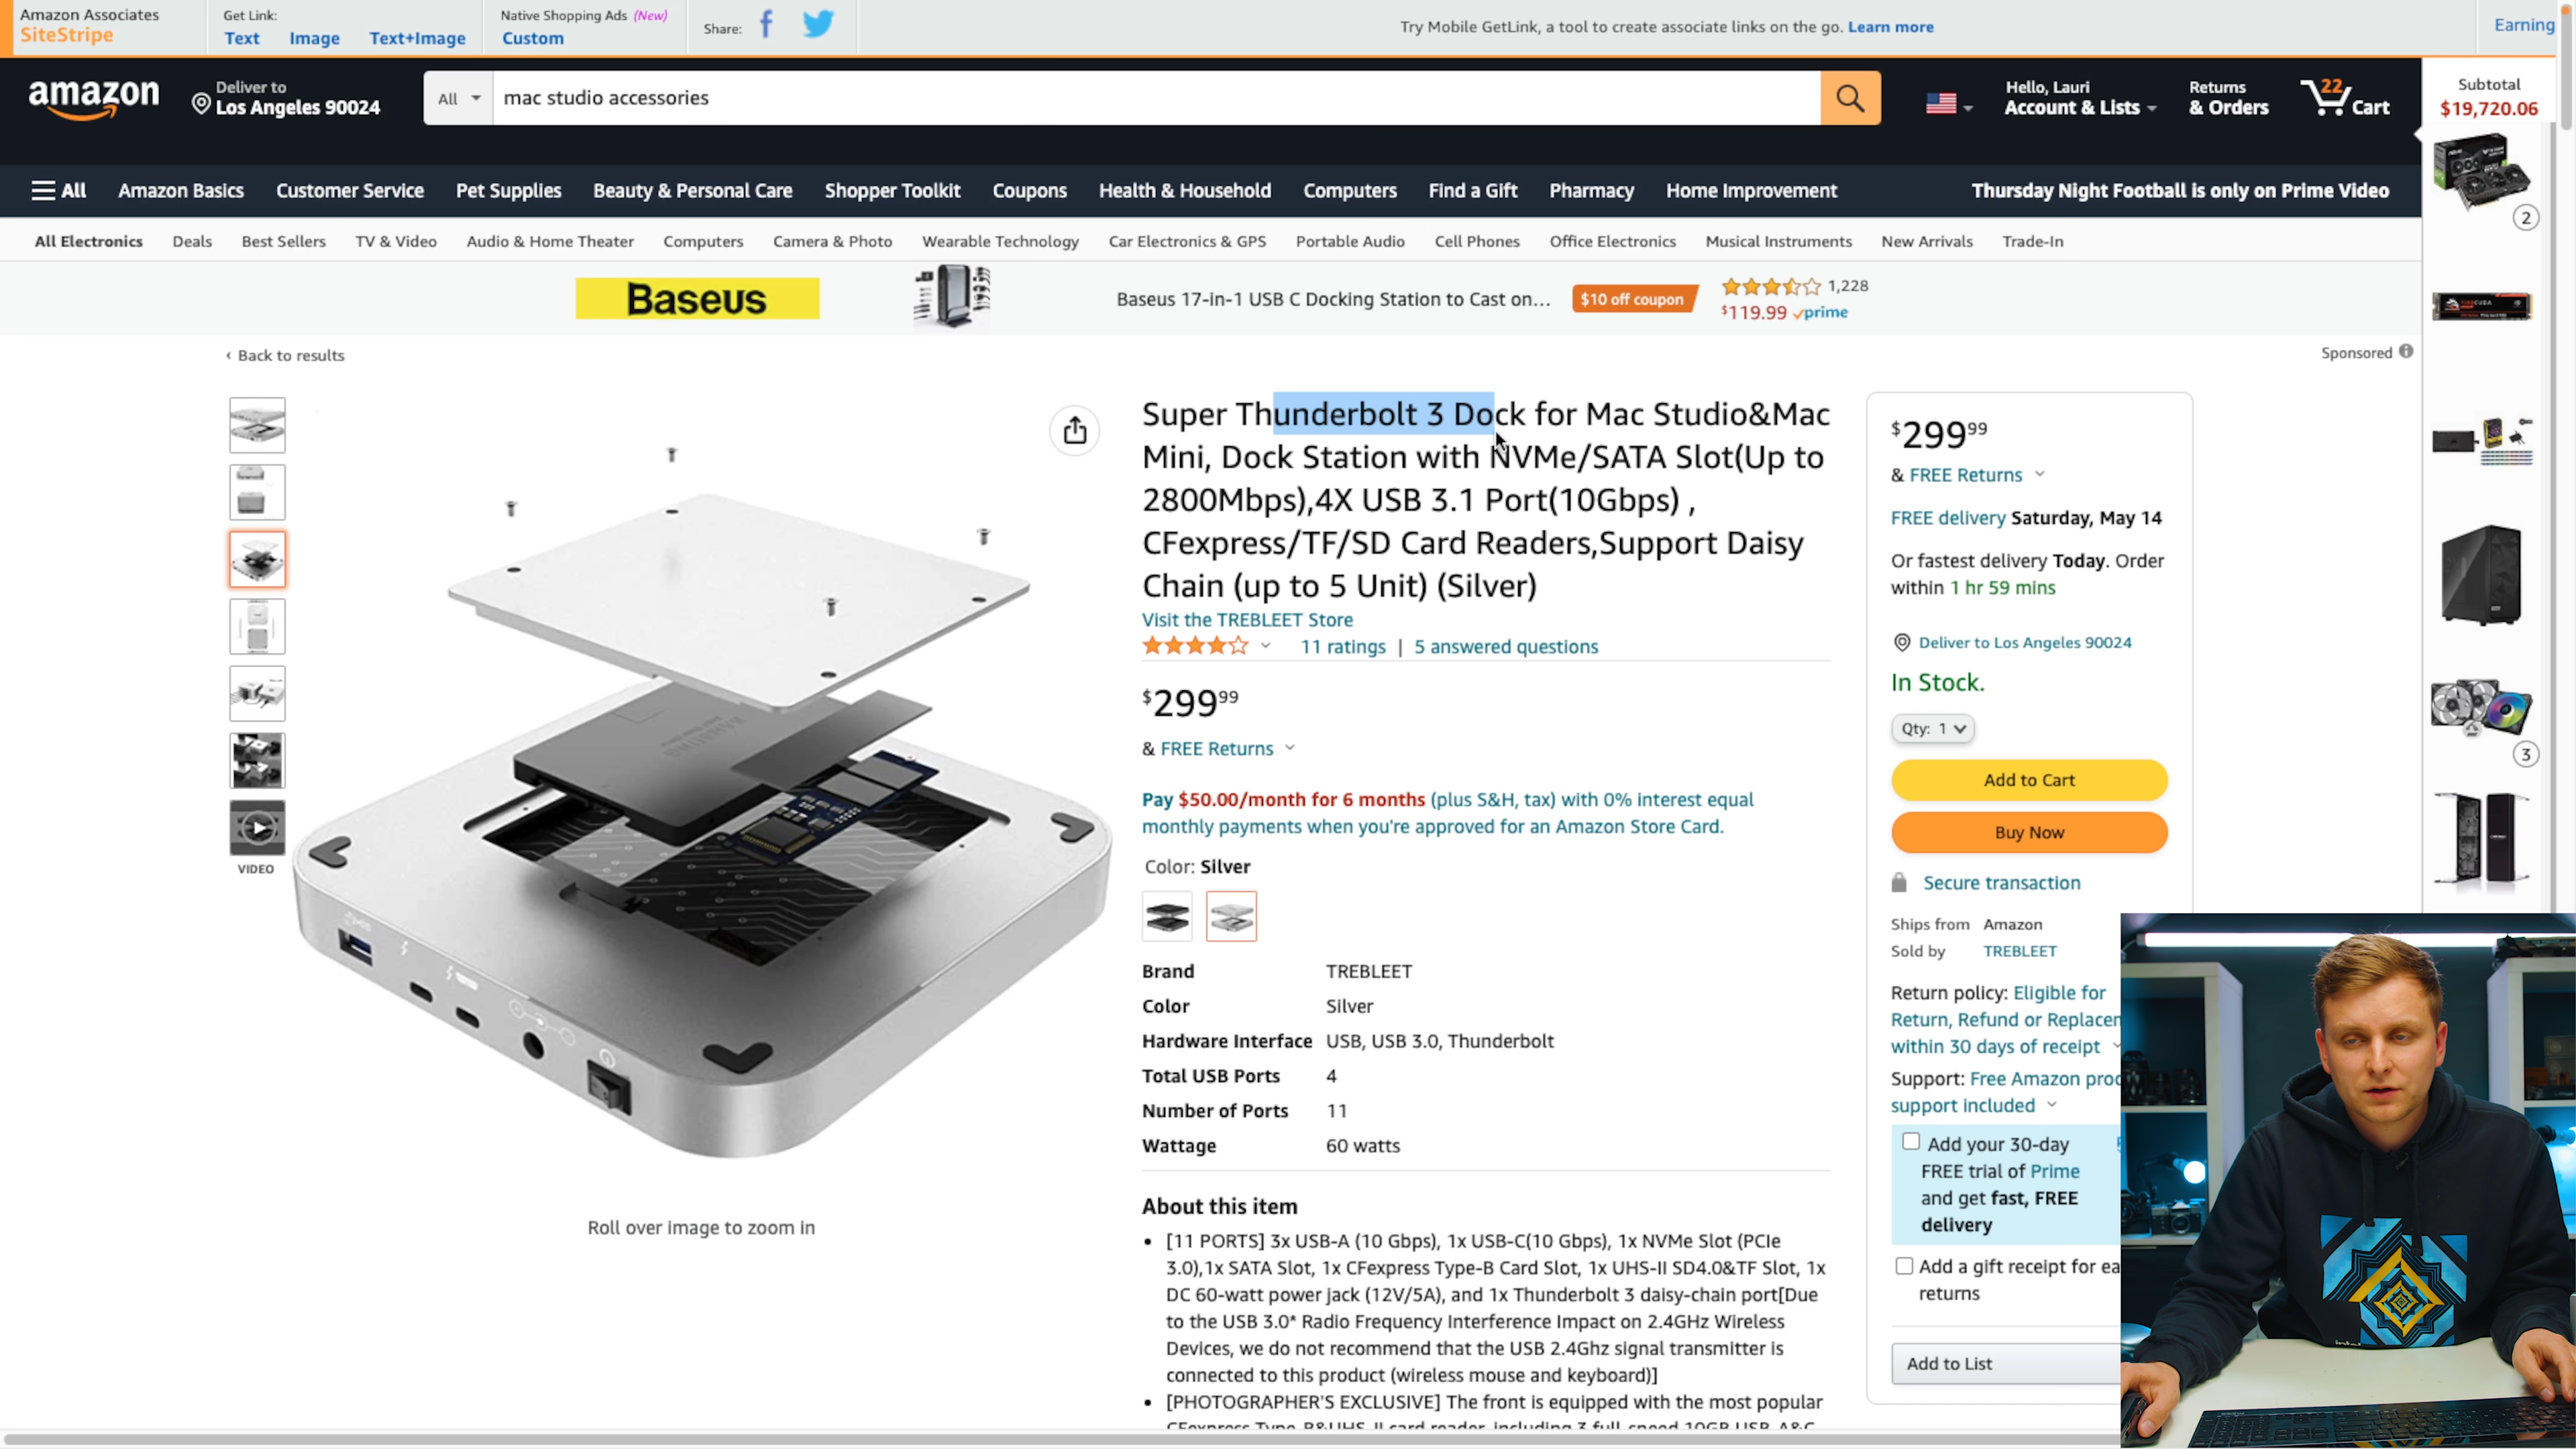 Amazon Associates
SiteStripe
Get Link:
Text Image Text+Image
Native Shopping Ads (New)
Custom
Share:
Try Mobile GetLink, a tool to create associate links on the go. Learn more
Earning
amazon
Deliver to
Los Angeles 90024
All
mac studio accessories
Hello, Lauri
Account & Lists
Returns
& Orders
22
Cart
Subtotal
$19,720.06
All Amazon Basics Customer Service Pet Supplies Beauty & Personal Care Shopper Toolkit Coupons Health & Household Computers Find a Gift Pharmacy Home Improvement
Thursday Night Football is only on Prime Video
All Electronics Deals Best Sellers TV & Video Audio & Home Theater Computers Camera & Photo Wearable Technology Car Electronics & GPS Portable Audio Cell Phones Office Electronics Musical Instruments New Arrivals Trade-In
2
Baseus
Baseus 17-in-1 USB C Docking Station to Cast on...
$10 off coupon
1,228
$119.99 prime
‹ Back to results
Sponsored
Super Thunderbolt 3 Dock for Mac Studio&Mac
Mini, Dock Station with NVMe/SATA Slot(Up to
2800Mbps),4X USB 3.1 Port(10Gbps) ,
CFexpress/TF/SD Card Readers,Support Daisy
Chain (up to 5 Unit) (Silver)
Visit the TREBLEET Store
11 ratings | 5 answered questions
$299 99
& FREE Returns
Pay $50.00/month for 6 months (plus S&H, tax) with 0% interest equal
monthly payments when you're approved for an Amazon Store Card.
Color: Silver
Brand TREBLEET
Color Silver
Hardware Interface USB, USB 3.0, Thunderbolt
Total USB Ports 4
Number of Ports 11
Wattage 60 watts
About this item
• [11 PORTS] 3x USB-A (10 Gbps), 1x USB-C(10 Gbps), 1x NVMe Slot (PCIe
3.0),1x SATA Slot, 1x CFexpress Type-B Card Slot, 1x UHS-II SD4.0&TF Slot, 1x
DC 60-watt power jack (12V/5A), and 1x Thunderbolt 3 daisy-chain port[Due
to the USB 3.0* Radio Frequency Interference Impact on 2.4GHz Wireless
Devices, we do not recommend that the USB 2.4Ghz signal transmitter is
connected to this product (wireless mouse and keyboard)]
• [PHOTOGRAPHER'S EXCLUSIVE] The front is equipped with the most popular
CFexpress Type-B&UHS-II card reader, including 3 full-speed 10GB USB-A&C
VIDEO
Roll over image to zoom in
$299 99
& FREE Returns
FREE delivery Saturday, May 14
Or fastest delivery Today. Order
within 1 hr 59 mins
Deliver to Los Angeles 90024
In Stock.
Qty: 1
Add to Cart
Buy Now
Secure transaction
Ships from Amazon
Sold by TREBLEET
Return policy: Eligible for
Return, Refund or Replacem
within 30 days of receipt
Support: Free Amazon prod
support included
Add your 30-day
FREE trial of Prime
and get fast, FREE
delivery
Add a gift receipt for ea
returns
Add to List
3